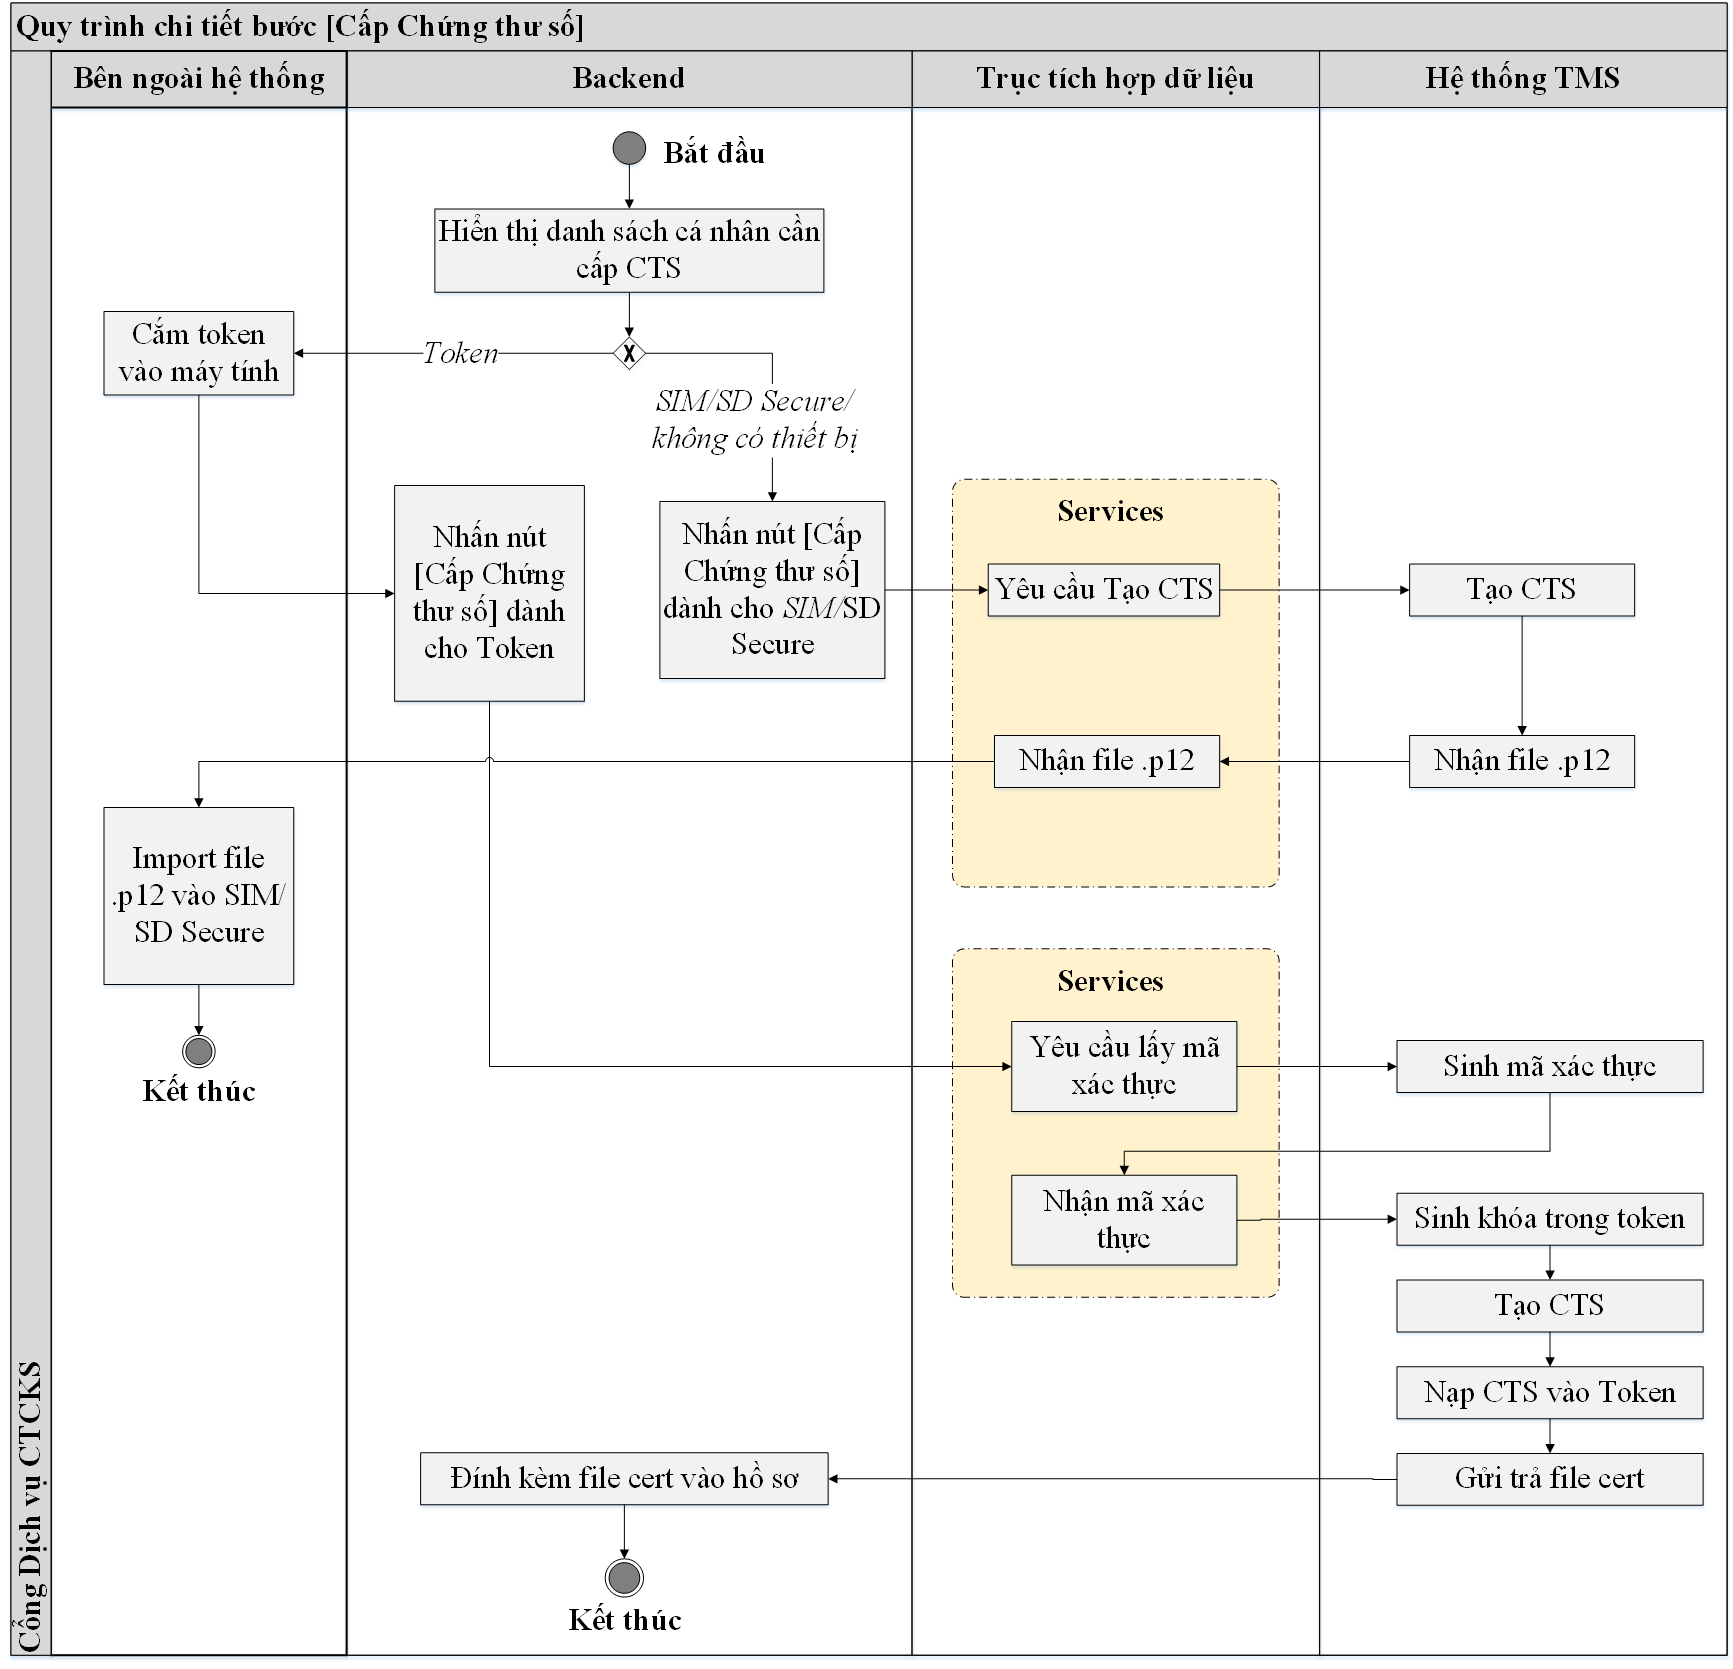 Quy trình chi tiết bước [Cấp Chứng thư số]
Bên ngoài hệ thống
Backend
Trục tích hợp dữ liệu
Hệ thống TMS
Cổng Dịch vụ CTCKS
Bắt đầu
Hiển thị danh sách cá nhân cần
cấp CTS
Cắm token
vào máy tính
Token
X
SIM/SD Secure/
không có thiết bị
Nhấn nút
[Cấp Chứng
thư số] dành
cho Token
Nhấn nút [Cấp
Chứng thư số]
dành cho SIM/SD
Secure
Services
Yêu cầu Tạo CTS
Tạo CTS
Nhận file .p12
Nhận file .p12
Import file
.p12 vào SIM/
SD Secure
Kết thúc
Services
Yêu cầu lấy mã
xác thực
Sinh mã xác thực
Nhận mã xác
thực
Sinh khóa trong token
Tạo CTS
Nạp CTS vào Token
Gửi trả file cert
Đính kèm file cert vào hồ sơ
Kết thúc